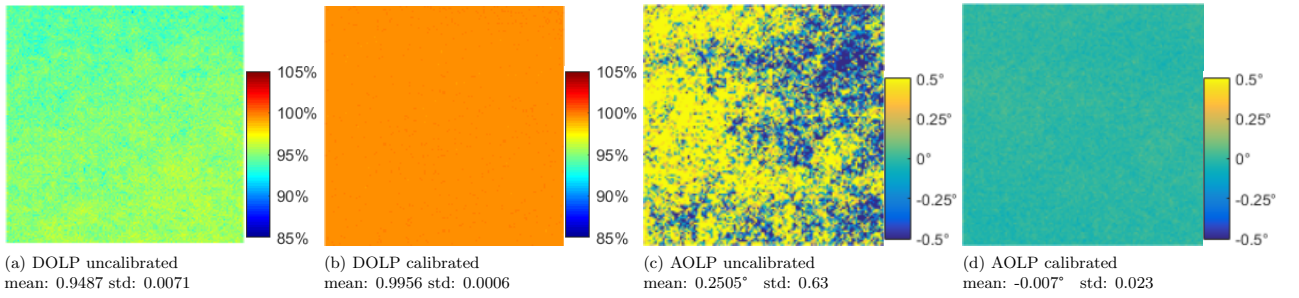 105%
100%
95%
90%
85%
105%
100%
95%
90%
85%
0.5°
0.25°
0°
-0.25°
-0.5°
0.5°
0.25°
0°
-0.25°
-0.5°
(a) DOLP uncalibrated
mean: 0.9487 std: 0.0071
(b) DOLP calibrated
mean: 0.9956 std: 0.0006
(c) AOLP uncalibrated
mean: 0.2505° std: 0.63
(d) AOLP calibrated
mean: -0.007° std: 0.023